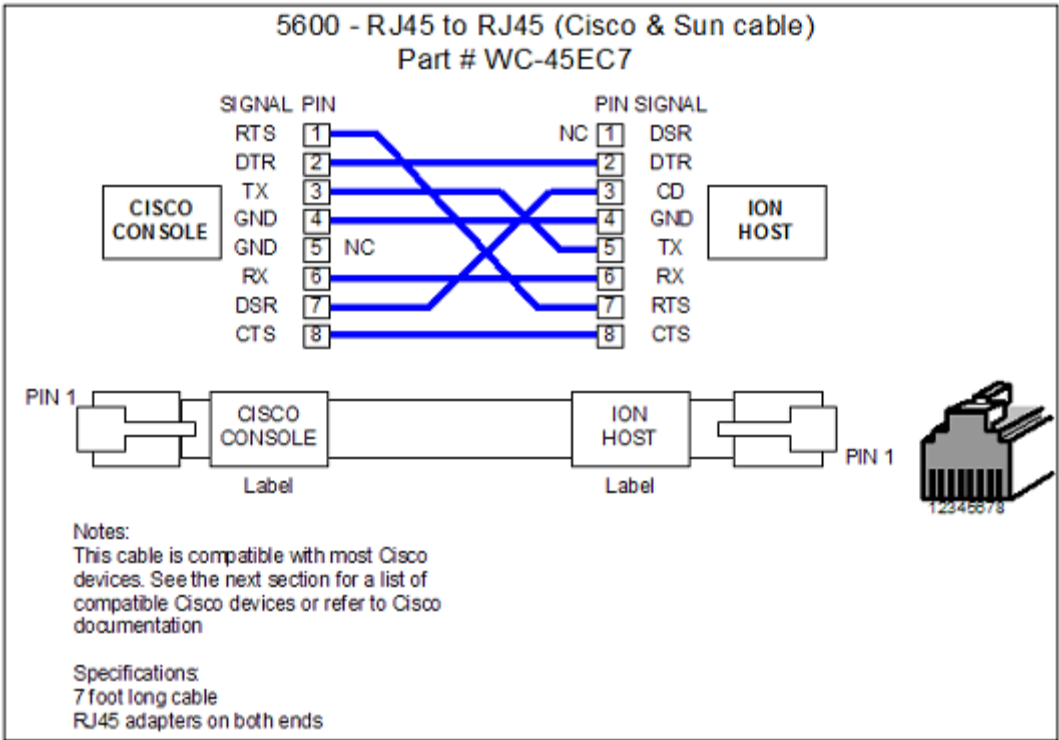 5600 - RJ45 to RJ45 (Cisco & Sun cable)
Part # WC-45EC7
SIGNAL PIN PIN SIGNAL
RTS 1 NC 1 DSR
DTR 2 2 DTR
TX 3 3 CD
GND 4 4 GND
GND 5 NC 5 TX
RX 6 6 RX
DSR 7 7 RTS
CTS 8 8 CTS
CISCO
CONSOLE
ION
HOST
PIN 1
CISCO
CONSOLE
Label
ION
HOST
Label
PIN 1
12345678
Notes:
This cable is compatible with most Cisco
devices. See the next section for a list of
compatible Cisco devices or refer to Cisco
documentation
Specifications:
7 foot long cable
RJ45 adapters on both ends